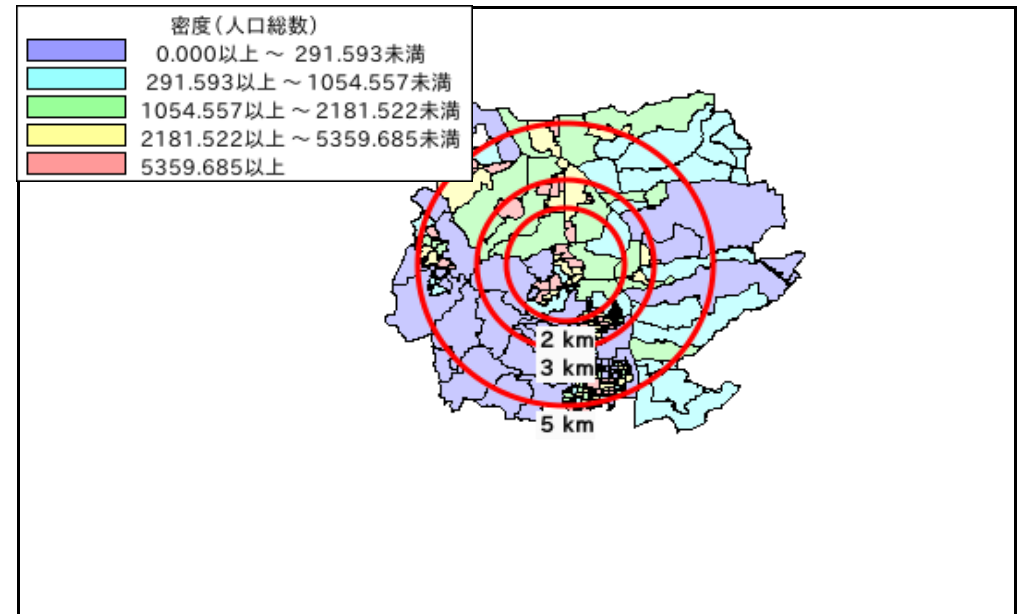 密度(人口総数)
0.000以上 ~ 291.593未満
291.593以上 ~ 1054.557未満
1054.557以上 ~ 2181.522未満
2181.522以上 ~ 5359.685未満
5359.685以上
2 km
3 km
5 km